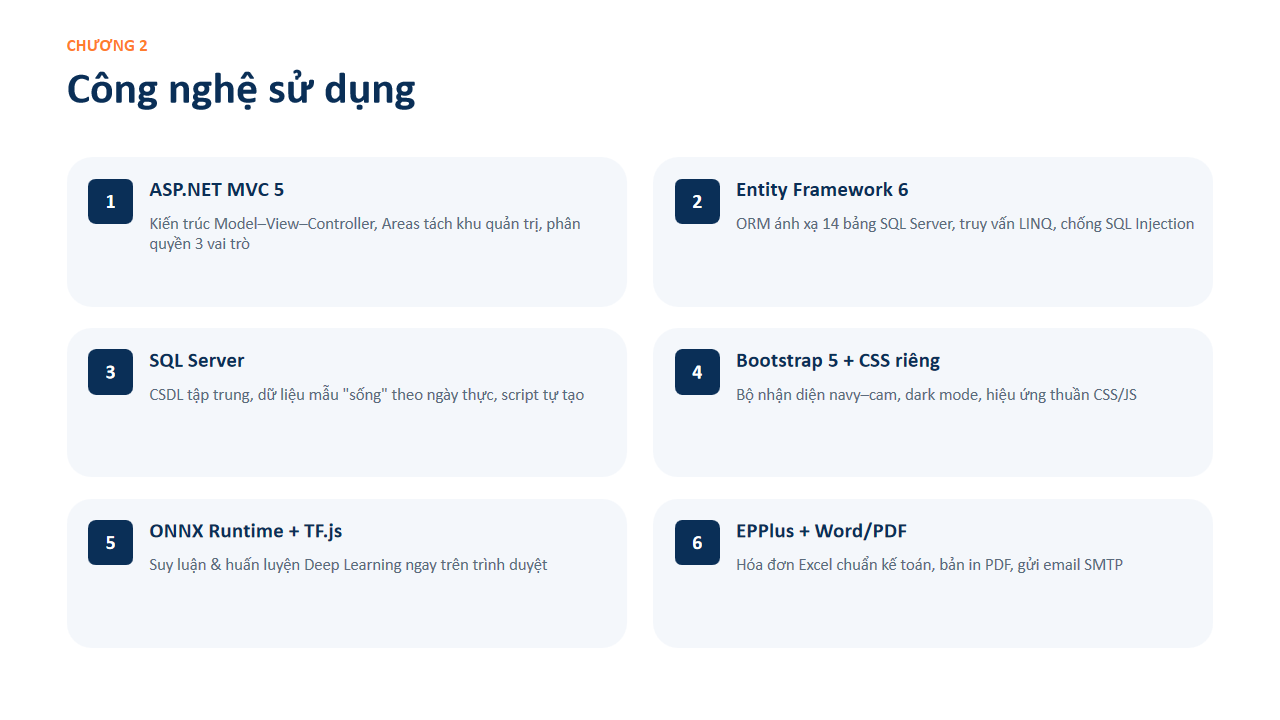 CHƯƠNG 2
Công nghệ sử dụng
1
ASP.NET MVC 5
Kiến trúc Model–View–Controller, Areas tách khu quản trị, phân
quyền 3 vai trò
2
Entity Framework 6
ORM ánh xạ 14 bảng SQL Server, truy vấn LINQ, chống SQL Injection
3
SQL Server
CSDL tập trung, dữ liệu mẫu "sống" theo ngày thực, script tự tạo
4
Bootstrap 5 + CSS riêng
Bộ nhận diện navy–cam, dark mode, hiệu ứng thuần CSS/JS
5
ONNX Runtime + TF.js
Suy luận & huấn luyện Deep Learning ngay trên trình duyệt
6
EPPlus + Word/PDF
Hóa đơn Excel chuẩn kế toán, bản in PDF, gửi email SMTP